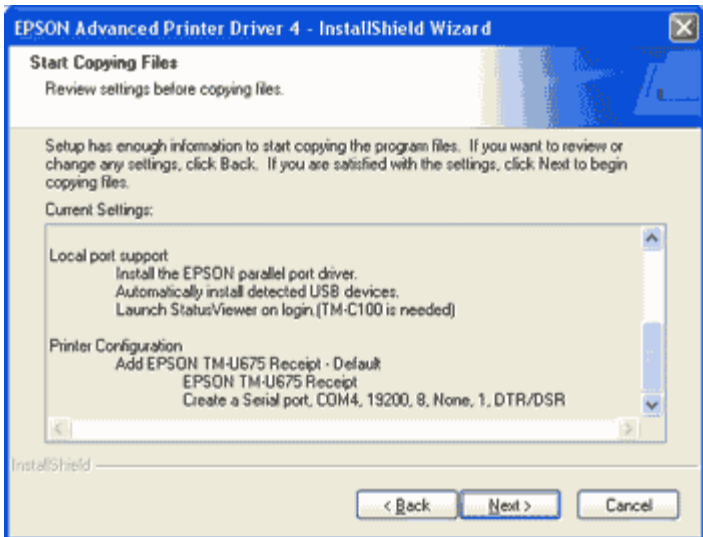 EPSON Advanced Printer Driver 4 - InstallShield Wizard
Start Copying Files
Review settings before copying files.
Setup has enough information to start copying the program files. If you want to review or
change any settings, click Back. If you are satisfied with the settings, click Next to begin
copying files.
Current Settings:
Local port support
Install the EPSON parallel port driver.
Automatically install detected USB devices.
Launch StatusViewer on login.(TM-C100 is needed)
Printer Configuration
Add EPSON TM-U675 Receipt - Default
EPSON TM-U675 Receipt
Create a Serial port, COM4, 19200, 8, None, 1, DTR/DSR
InstallShield
< Back Next > Cancel